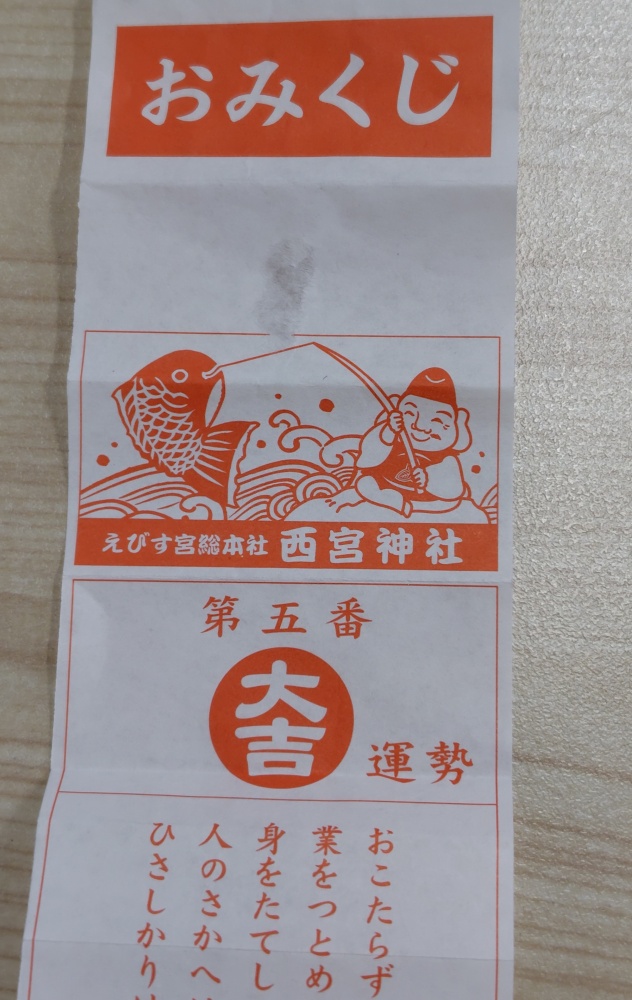 おみくじ
えびす宮総本社 西宮神社
第五番
大吉
運勢
おこたらず
業をつとめ
身をたてし
人のさかへ
ひさしかり